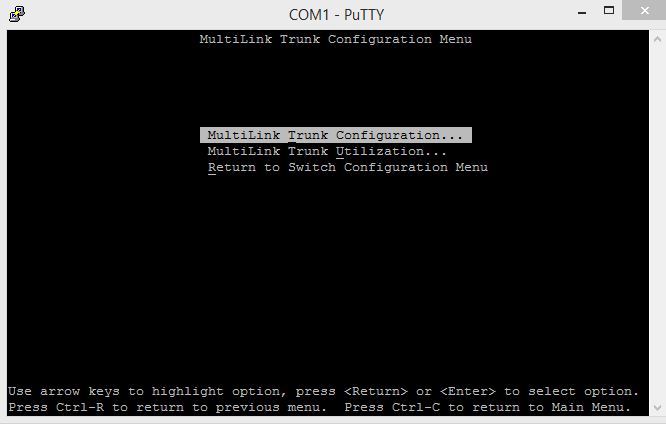 COM1 - PuTTY
MultiLink Trunk Configuration Menu
MultiLink Trunk Configuration...
MultiLink Trunk Utilization...
Return to Switch Configuration Menu
Use arrow keys to highlight option, press <Return> or <Enter> to select option.
Press Ctrl-R to return to previous menu.  Press Ctrl-C to return to Main Menu.